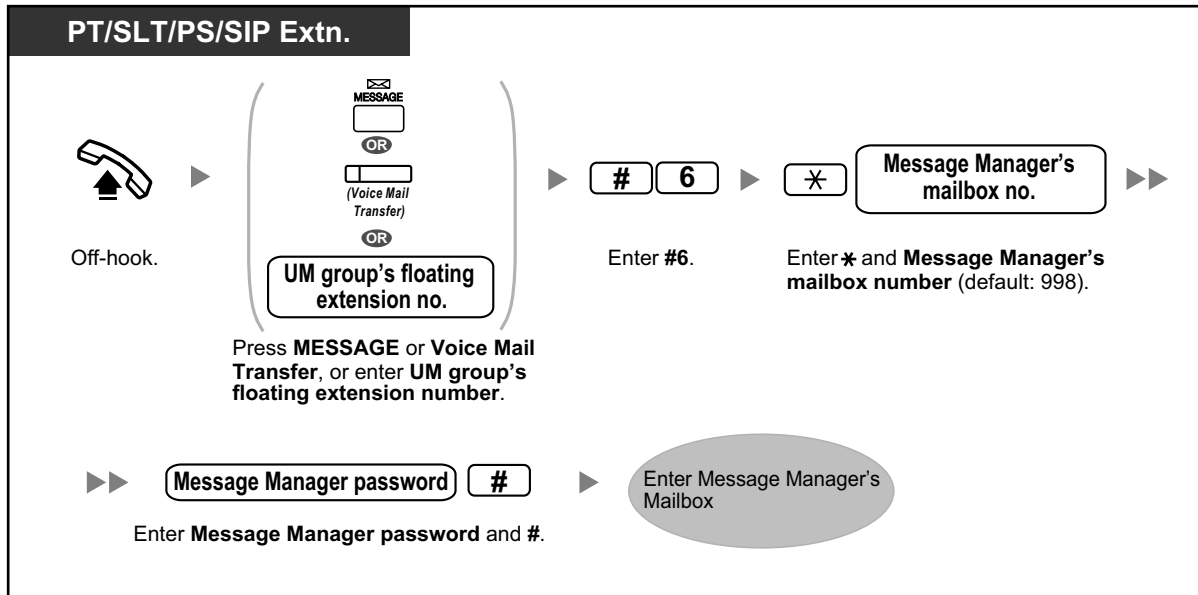 PT/SLT/PS/SIP Extn.
MESSAGE
OR
(Voice Mail
Transfer)
OR
UM group's floating
extension no.
# 6
* Message Manager's
mailbox no.
Off-hook.
Press MESSAGE or Voice Mail
Transfer, or enter UM group's
floating extension number.
Enter #6.
Enter * and Message Manager's
mailbox number (default: 998).
Message Manager password #
Enter Message Manager password and #.
Enter Message Manager's
Mailbox